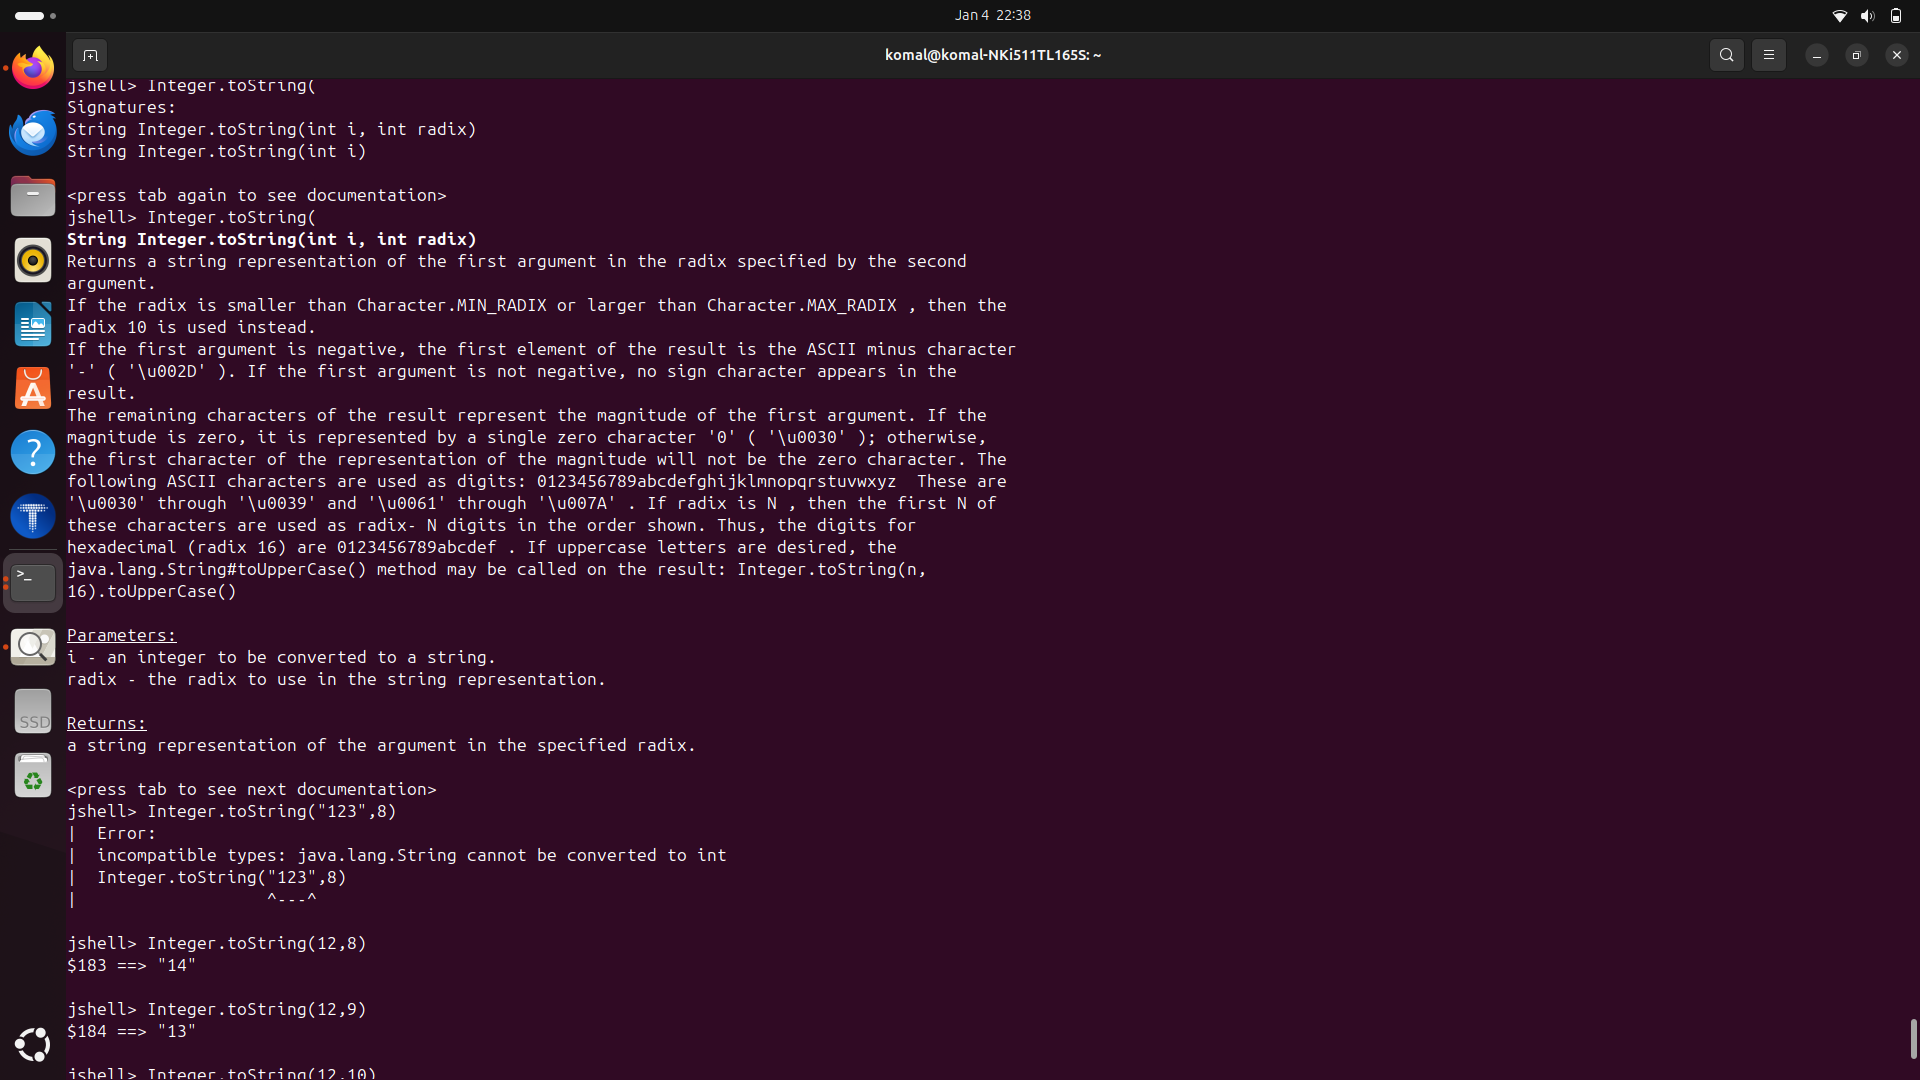 Jan 4 22:38
komal@komal-NKi511TL165S: ~
jshell> Integer.toString(
Signatures:
String Integer.toString(int i, int radix)
String Integer.toString(int i)
<press tab again to see documentation>
jshell> Integer.toString(
String Integer.toString(int i, int radix)
Returns a string representation of the first argument in the radix specified by the second
argument.
If the radix is smaller than Character.MIN_RADIX or larger than Character.MAX_RADIX , then the
radix 10 is used instead.
If the first argument is negative, the first element of the result is the ASCII minus character
'-' ( '\u002D' ). If the first argument is not negative, no sign character appears in the
result.
The remaining characters of the result represent the magnitude of the first argument. If the
magnitude is zero, it is represented by a single zero character '0' ( '\u0030' ); otherwise,
the first character of the representation of the magnitude will not be the zero character. The
following ASCII characters are used as digits: 0123456789abcdefghijklmnopqrstuvwxyz  These are
'\u0030' through '\u0039' and '\u0061' through '\u007A' . If radix is N , then the first N of
these characters are used as radix- N digits in the order shown. Thus, the digits for
hexadecimal (radix 16) are 0123456789abcdef . If uppercase letters are desired, the
java.lang.String#toUpperCase() method may be called on the result: Integer.toString(n,
16).toUpperCase()
Parameters:
i - an integer to be converted to a string.
radix - the radix to use in the string representation.
Returns:
a string representation of the argument in the specified radix.
<press tab to see next documentation>
jshell> Integer.toString("123",8)
|  Error:
|  incompatible types: java.lang.String cannot be converted to int
|  Integer.toString("123",8)
|                   ^---^
jshell> Integer.toString(12,8)
$183 ==> "14"
jshell> Integer.toString(12,9)
$184 ==> "13"
jshell> Integer.toString(12,10)
SSD